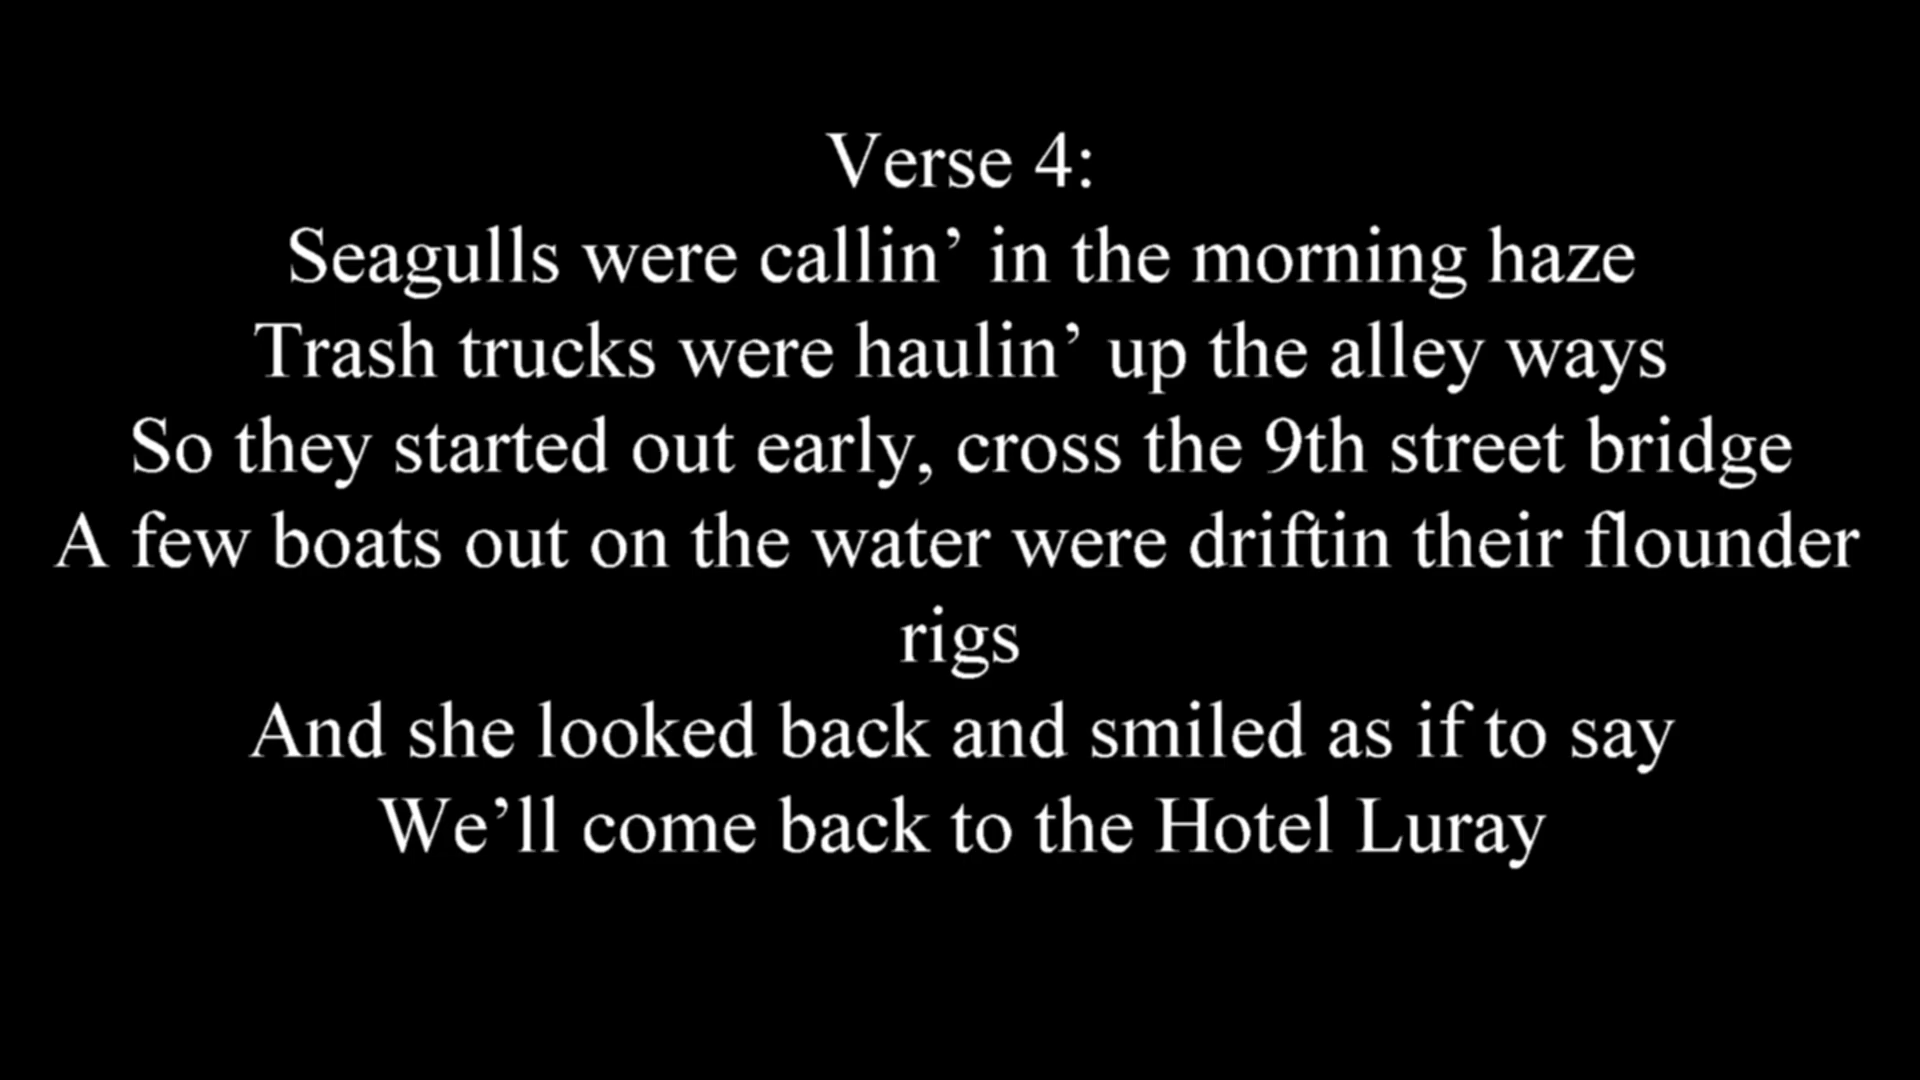 Verse 4:
Seagulls were callin’ in the morning haze
Trash trucks were haulin’ up the alley ways
So they started out early, cross the 9th street bridge
A few boats out on the water were driftin their flounder
rigs
And she looked back and smiled as if to say
We’ll come back to the Hotel Luray